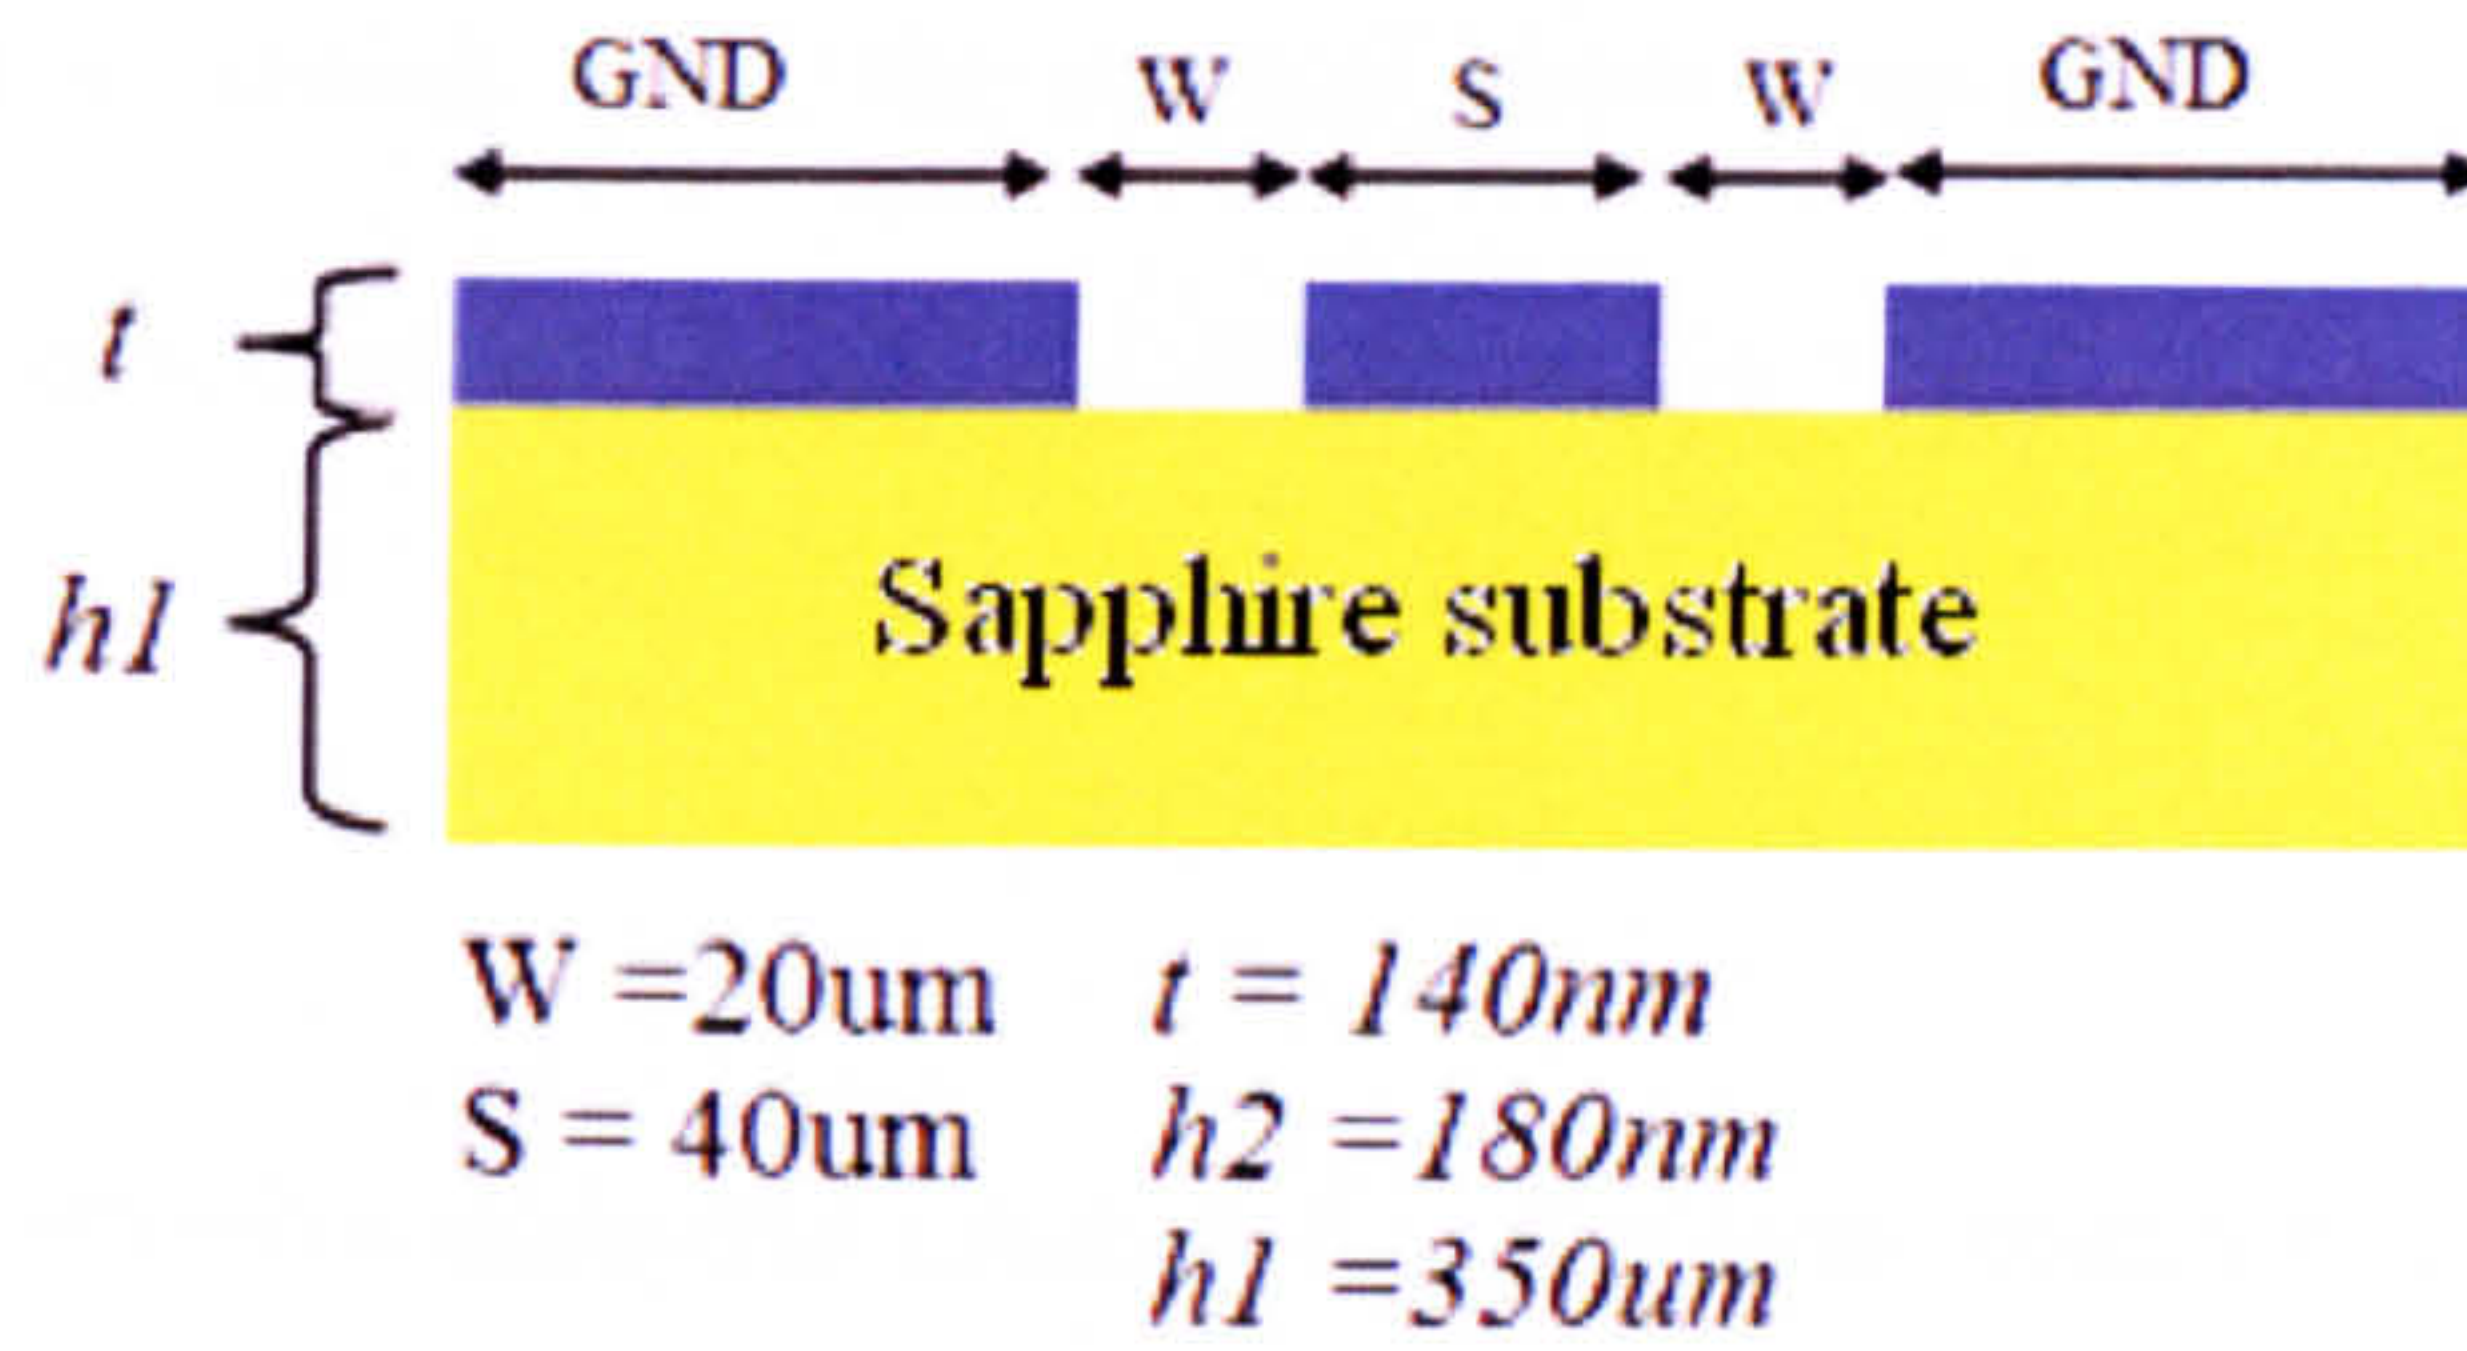 GND W S W GND
t
h1
Sapphire substrate
W =20um t = 140nm
S = 40um h2 =180nm
h1 =350um